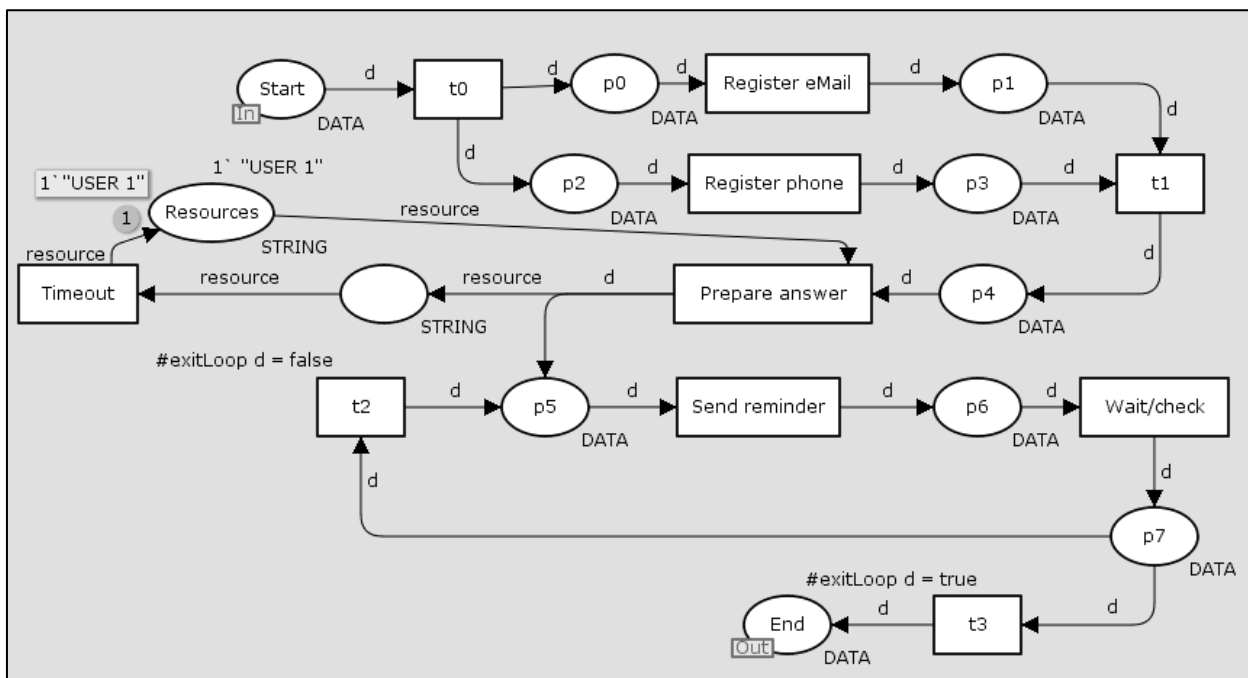 Start
In
DATA
d
t0
d
p0
DATA
d
Register eMail
d
p1
DATA
d
d
p2
DATA
d
Register phone
d
p3
DATA
d
t1
1`"USER 1"
1` "USER 1"
1
Resources
STRING
resource
resource
Timeout
resource
STRING
resource
d
Prepare answer
d
p4
DATA
d
#exitLoop d = false
t2
d
p5
DATA
d
Send reminder
d
p6
DATA
d
Wait/check
d
d
p7
DATA
#exitLoop d = true
End
Out
DATA
d
t3
d